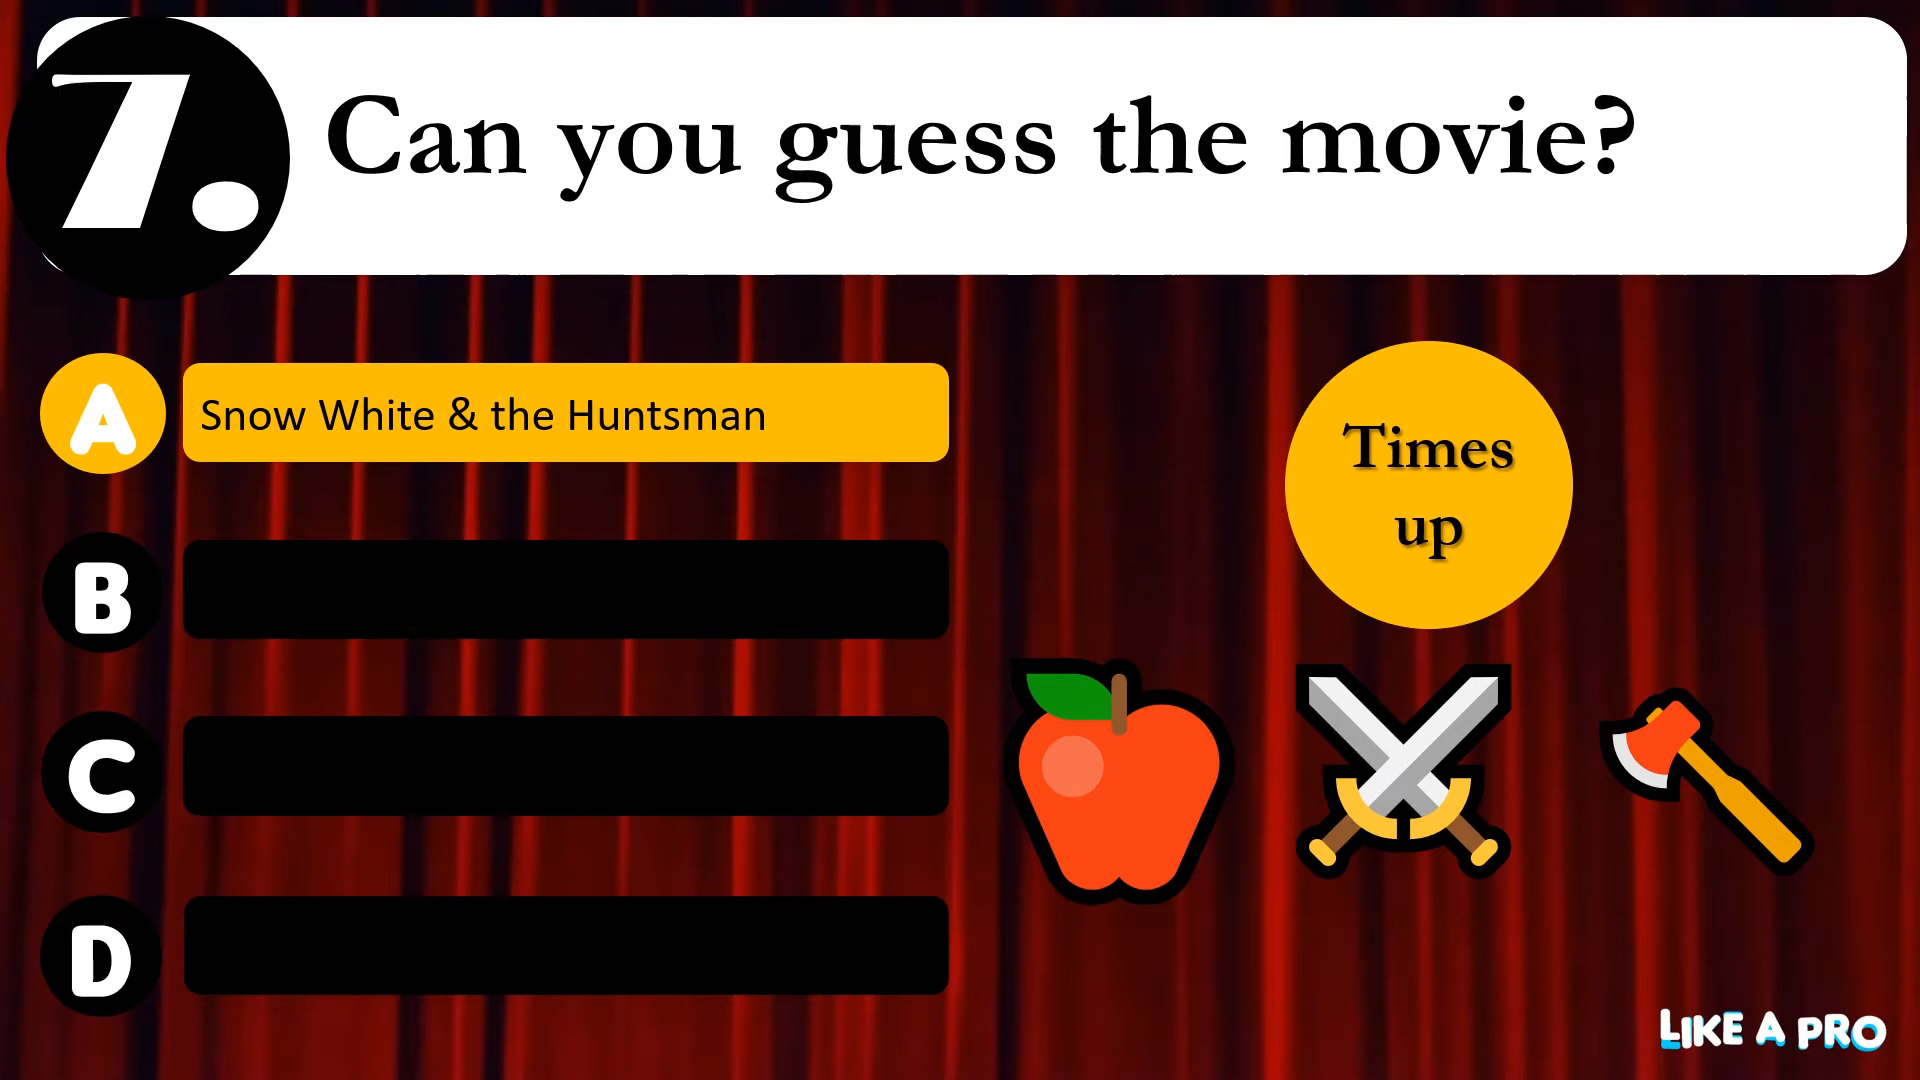 7.
Can you guess the movie?
A
Snow White & the Huntsman
Times
up
B
C
D
LIKE A PRO